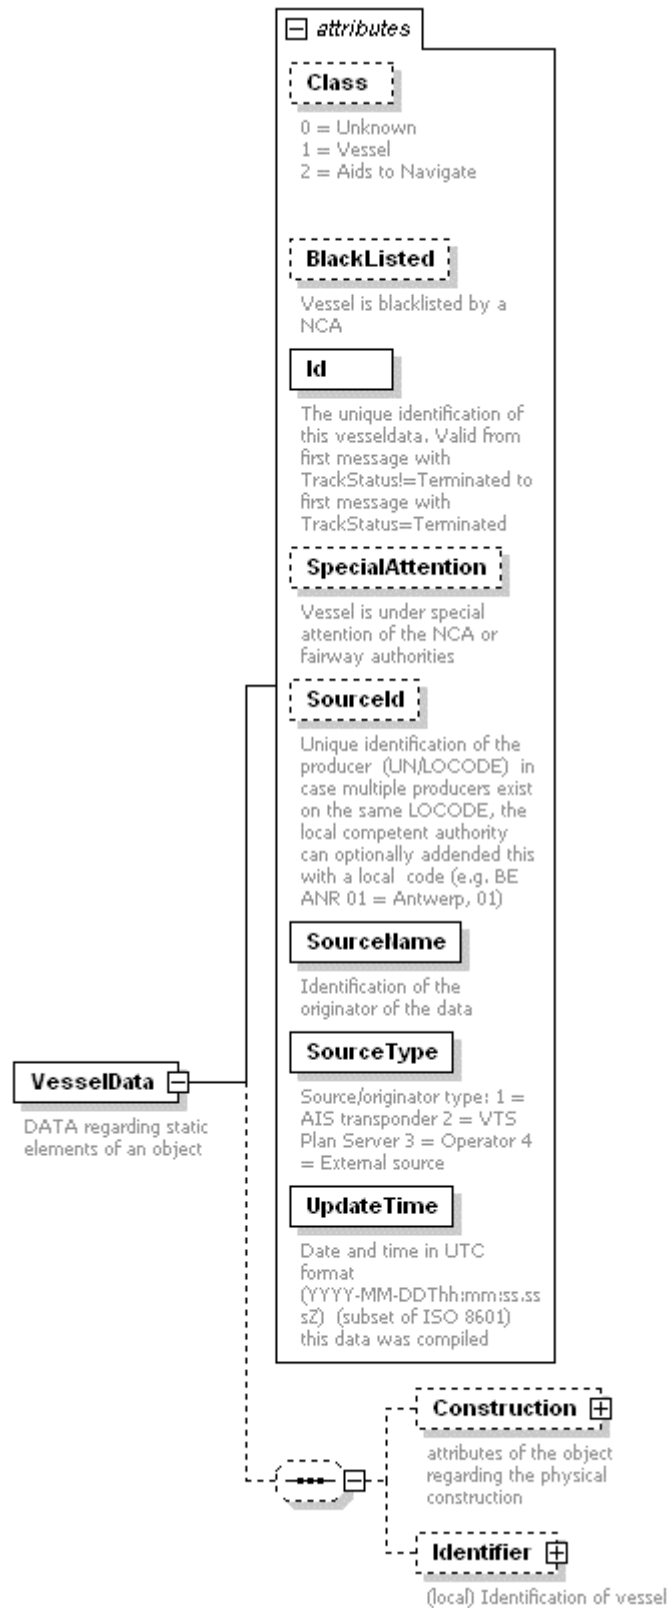 attributes
Class
0 = Unknown
1 = Vessel
2 = Aids to Navigate
BlackListed
Vessel is blacklisted by a
NCA
Id
The unique identification of
this vesseldata. Valid from
first message with
TrackStatus!=Terminated to
first message with
TrackStatus=Terminated
SpecialAttention
Vessel is under special
attention of the NCA or
fairway authorities
SourceId
Unique identification of the
producer (UN/LOCODE) in
case multiple producers exist
on the same LOCODE, the
local competent authority
can optionally addended this
with a local code (e.g. BE
ANR 01 = Antwerp, 01)
SourceName
Identification of the
originator of the data
SourceType
Source/originator type: 1 =
AIS transponder 2 = VTS
Plan Server 3 = Operator 4
= External source
UpdateTime
Date and time in UTC
format
(YYYY-MM-DDThh:mm:ss.ss
sZ) (subset of ISO 8601)
this data was compiled
VesselData
DATA regarding static
elements of an object
Construction
attributes of the object
regarding the physical
construction
Identifier
(local) Identification of vessel